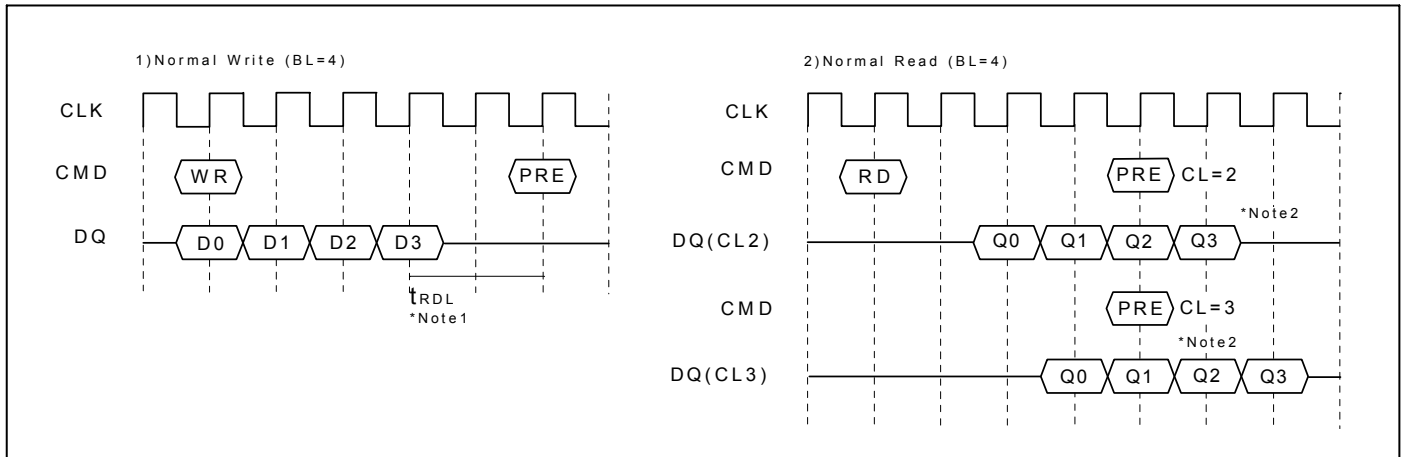 1)Normal Write (BL=4)
CLK
CMD WR PRE
DQ D0 D1 D2 D3
tRDL
*Note1
2)Normal Read (BL=4)
CLK
CMD RD PRE CL=2
*Note2
DQ(CL2) Q0 Q1 Q2 Q3
CMD PRE CL=3
*Note2
DQ(CL3) Q0 Q1 Q2 Q3